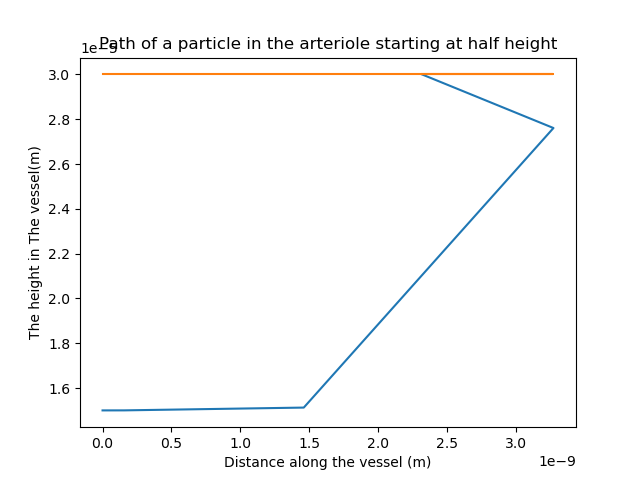 Path of a particle in the arteriole starting at half height
3.0
2.8
2.6
2.4
2.2
2.0
1.8
1.6
The height in The vessel(m)
0.0 0.5 1.0 1.5 2.0 2.5 3.0
1e−9
Distance along the vessel (m)